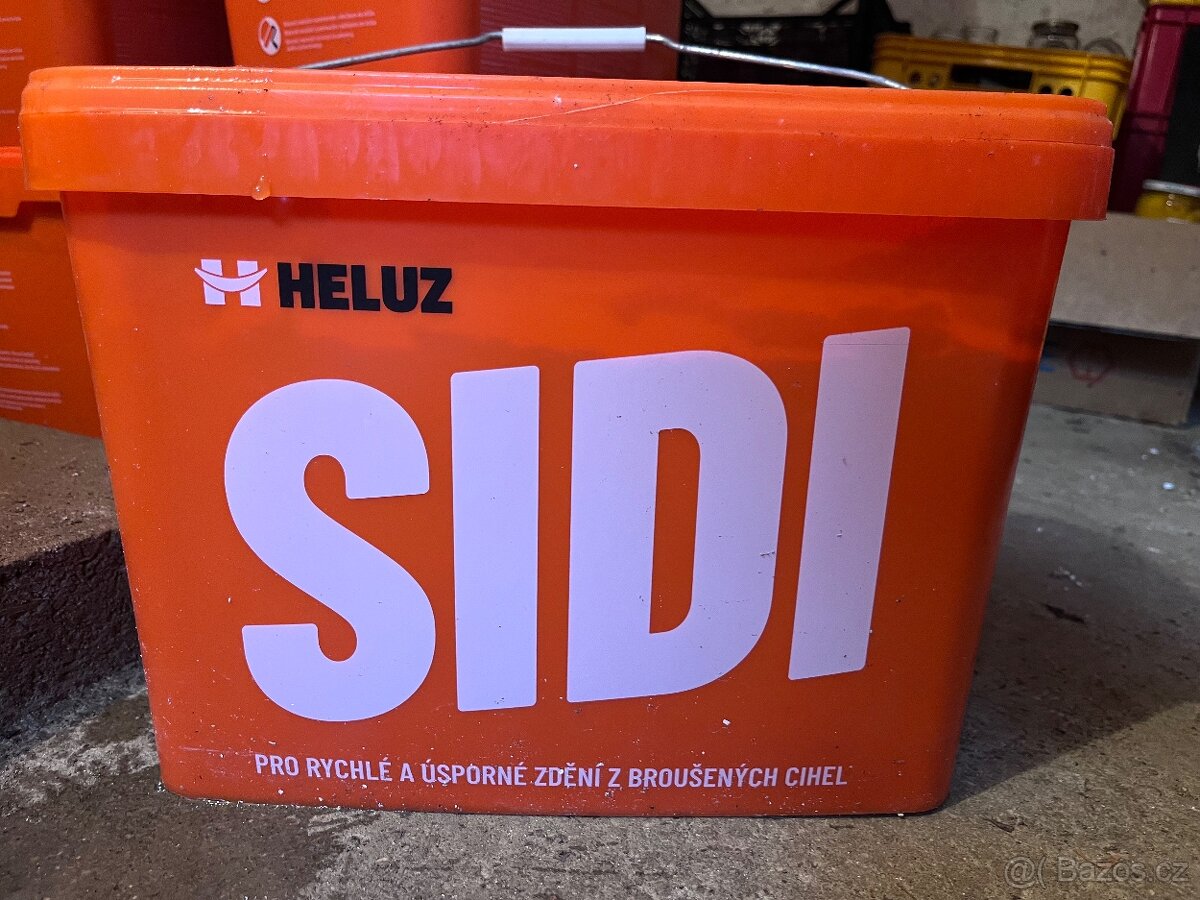 HELUZ
SIDI
PRO RYCHLÉ A ÚSPORNÉ ZDĚNÍ Z BROUŠENÝCH CIHEL
@( Bazos.cz